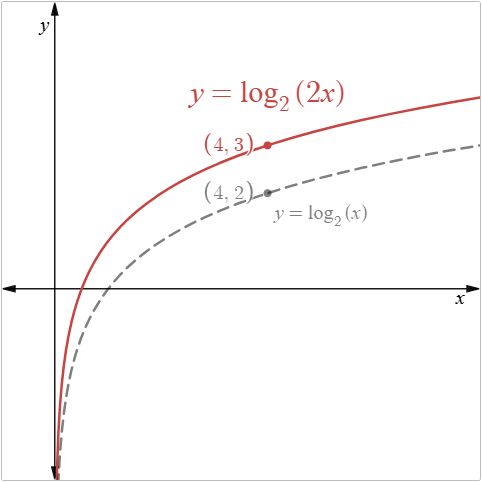 y
y = log₂ (2x)
(4, 3)
(4, 2)
y = log₂ (x)
x